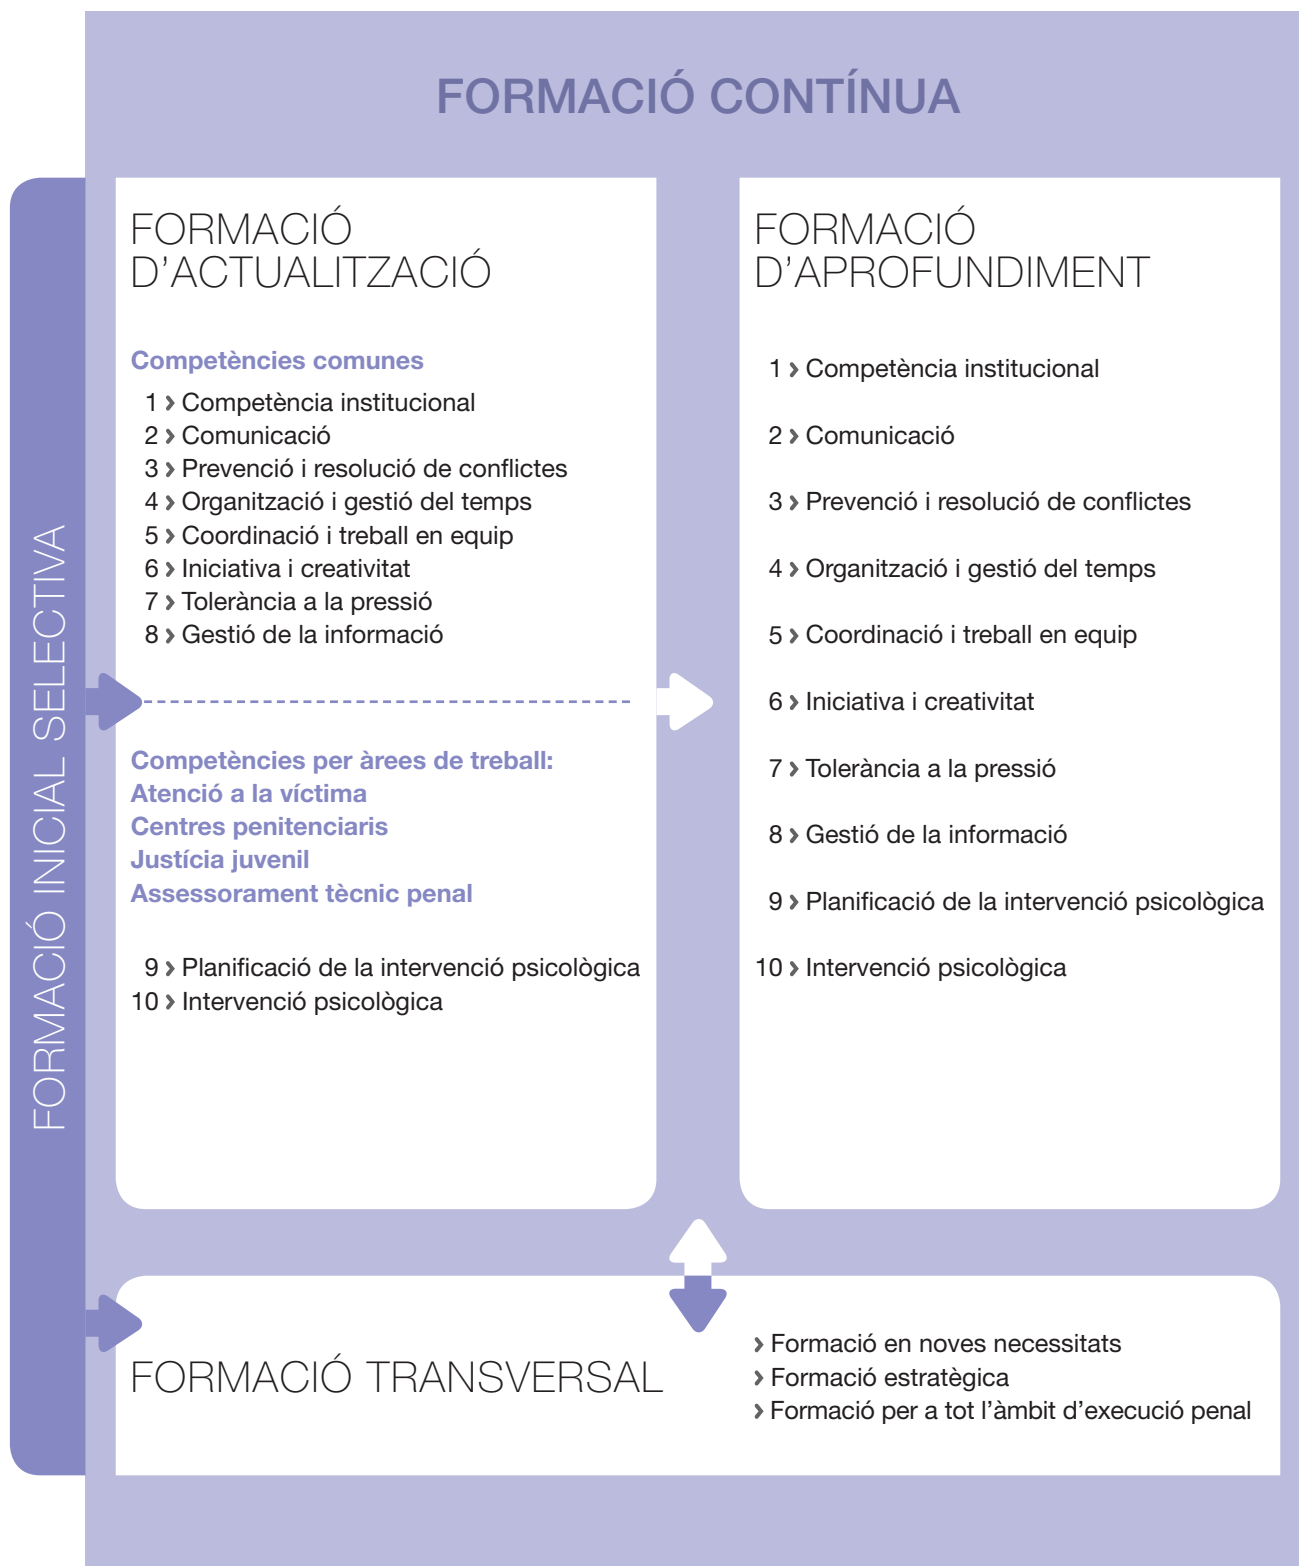 FORMACIÓ CONTÍNUA
FORMACIÓ INICIAL SELECTIVA
FORMACIÓ
D’ACTUALITZACIÓ
Competències comunes
1 › Competència institucional
2 › Comunicació
3 › Prevenció i resolució de conflictes
4 › Organització i gestió del temps
5 › Coordinació i treball en equip
6 › Iniciativa i creativitat
7 › Tolerància a la pressió
8 › Gestió de la informació
Competències per àrees de treball:
Atenció a la víctima
Centres penitenciaris
Justícia juvenil
Assessorament tècnic penal
9 › Planificació de la intervenció psicològica
10 › Intervenció psicològica
FORMACIÓ
D’APROFUNDIMENT
1 › Competència institucional
2 › Comunicació
3 › Prevenció i resolució de conflictes
4 › Organització i gestió del temps
5 › Coordinació i treball en equip
6 › Iniciativa i creativitat
7 › Tolerància a la pressió
8 › Gestió de la informació
9 › Planificació de la intervenció psicològica
10 › Intervenció psicològica
FORMACIÓ TRANSVERSAL
› Formació en noves necessitats
› Formació estratègica
› Formació per a tot l’àmbit d’execució penal